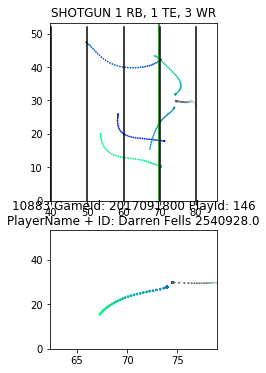 SHOTGUN 1 RB, 1 TE, 3 WR
50
40
30
20
10
0
40 50 60 70 80
10883 GameId: 2017091800 PlayId: 146
PlayerName + ID: Darren Fells 2540928.0
40
20
0
65 70 75